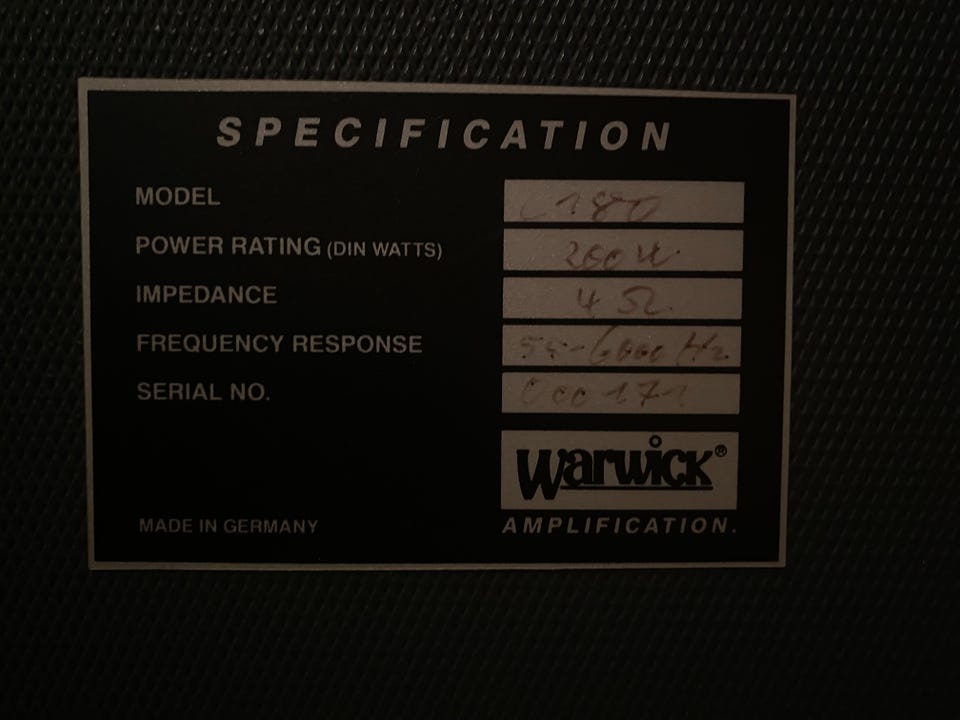 SPECIFICATION
MODEL 180
POWER RATING (DIN WATTS) 200 W.
IMPEDANCE 4 Ω
FREQUENCY RESPONSE 55-6000 Hz.
SERIAL NO. 000171
Warwick®
MADE IN GERMANY AMPLIFICATION.